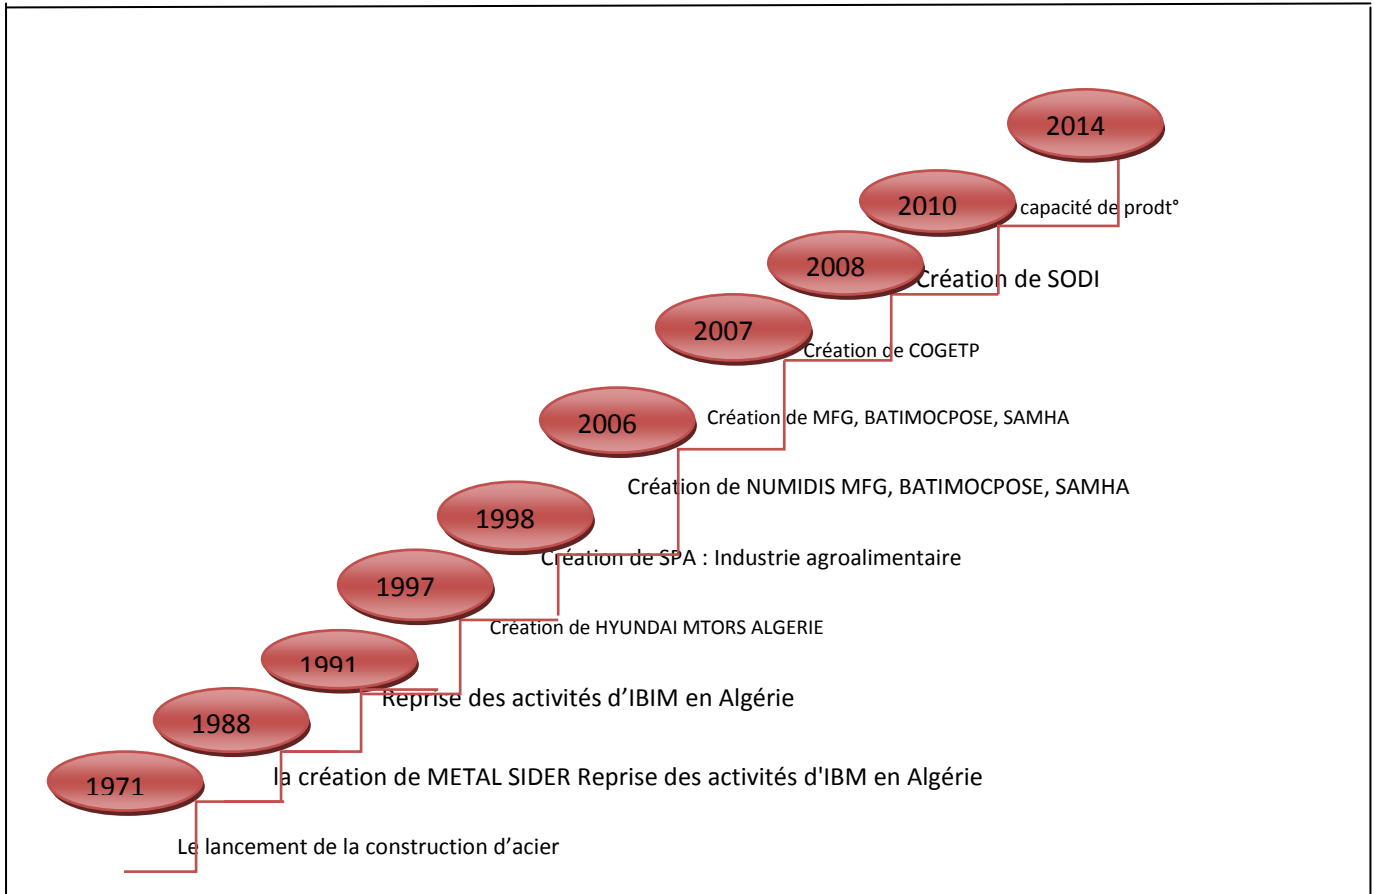 2014
2010
capacité de prodt°
2008
Création de SODI
2007
Création de COGETP
2006
Création de MFG, BATIMOCPOSE, SAMHA
Création de NUMIDIS MFG, BATIMOCPOSE, SAMHA
1998
Création de SPA : Industrie agroalimentaire
1997
Création de HYUNDAI MTORS ALGERIE
1991
Reprise des activités d’IBIM en Algérie
1988
la création de METAL SIDER Reprise des activités d'IBM en Algérie
1971
Le lancement de la construction d’acier